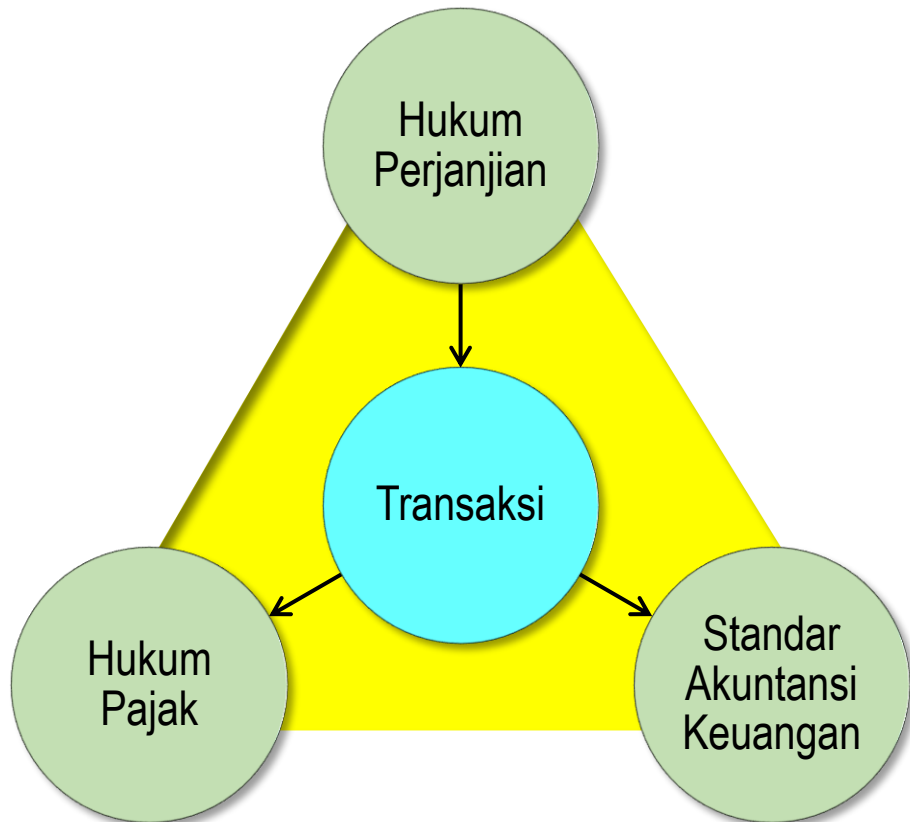 Hukum
Perjanjian
Transaksi
Hukum
Pajak
Standar
Akuntansi
Keuangan